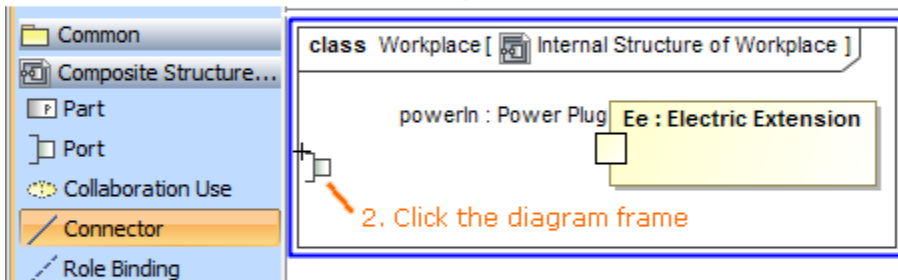 Common
Composite Structure...
P Part
Port
Collaboration Use
Connector
Role Binding
class Workplace [ Internal Structure of Workplace ]
powerIn : Power Plug
Ee : Electric Extension
2. Click the diagram frame